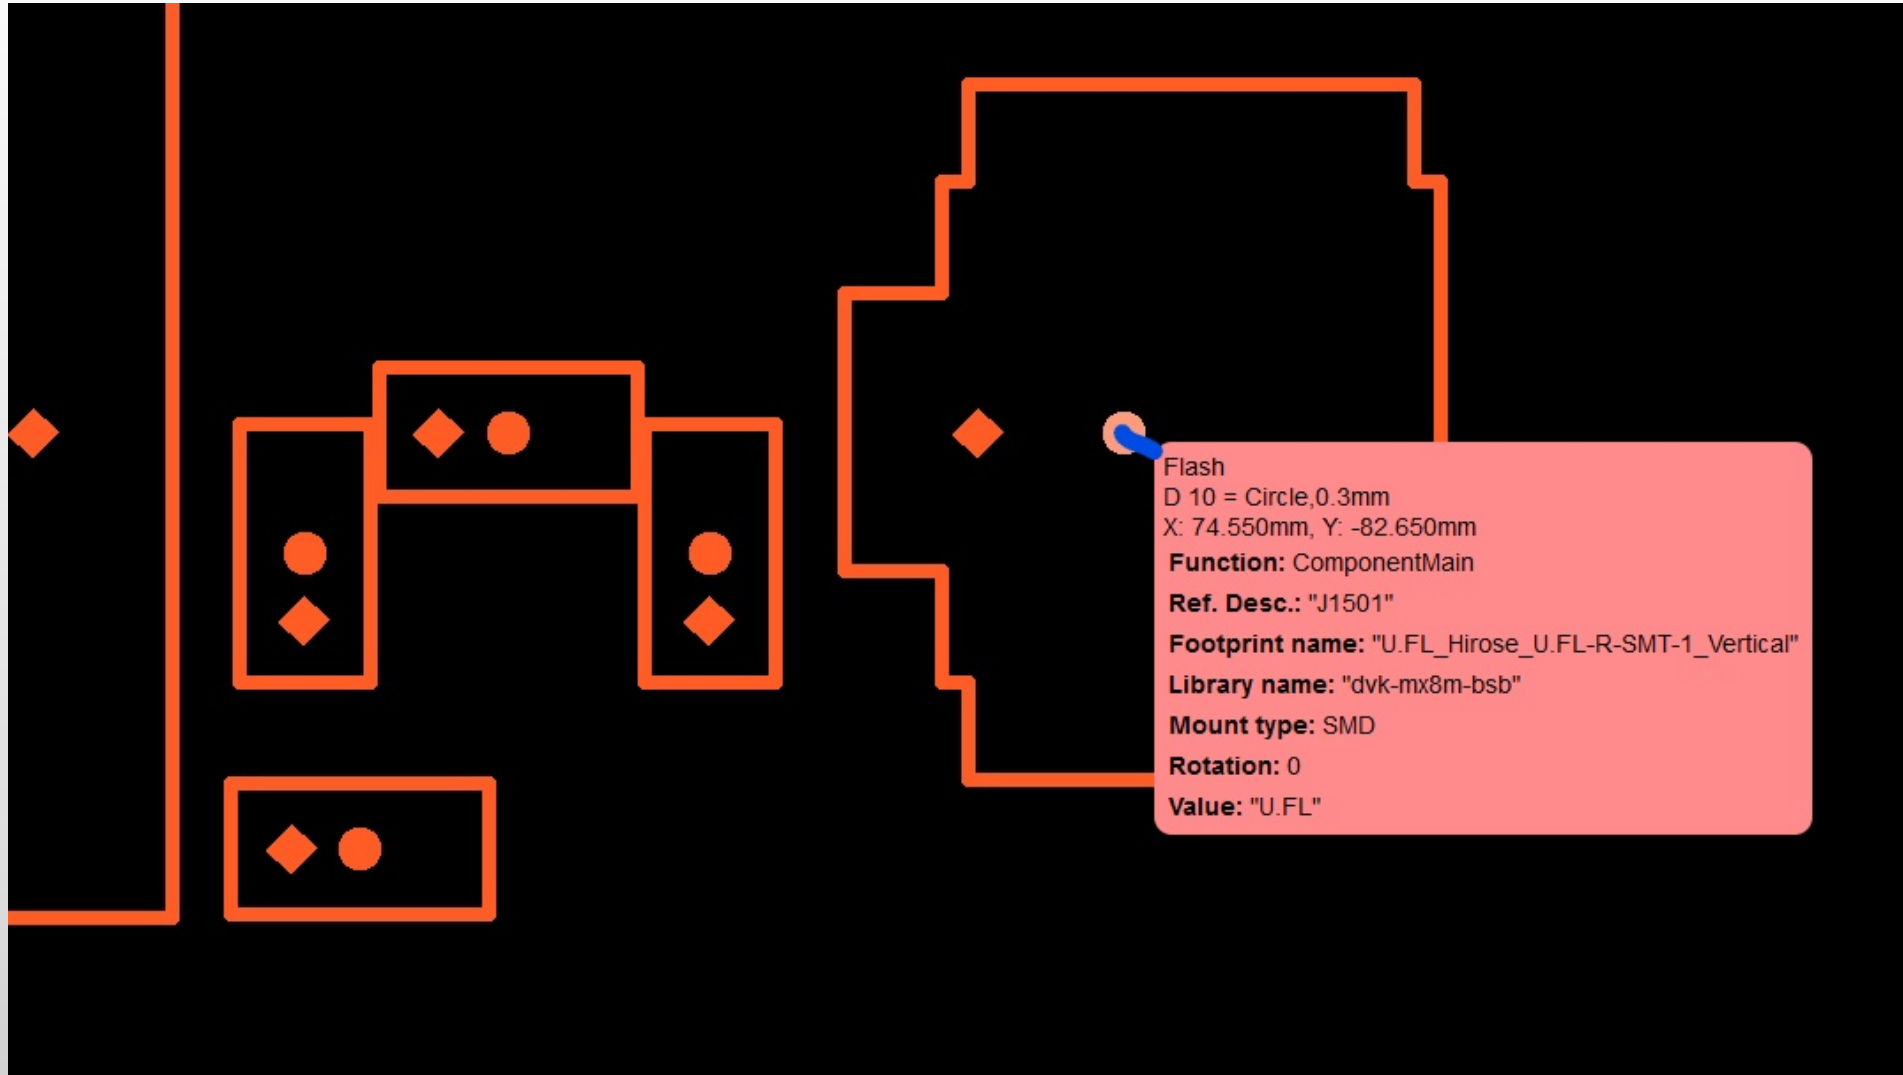 Flash
D 10 = Circle,0.3mm
X: 74.550mm, Y: -82.650mm
Function: ComponentMain
Ref. Desc.: "J1501"
Footprint name: "U.FL_Hirose_U.FL-R-SMT-1_Vertical"
Library name: "dvk-mx8m-bsb"
Mount type: SMD
Rotation: 0
Value: "U.FL"